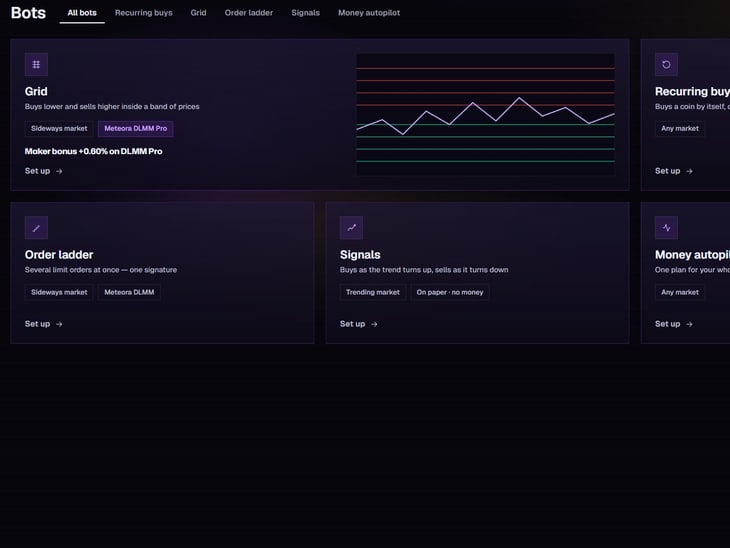 Bots
All bots
Recurring buys
Grid
Order ladder
Signals
Money autopilot
Grid
Buys lower and sells higher inside a band of prices
Sideways market
Meteora DLMM Pro
Maker bonus +0.60% on DLMM Pro
Set up →
Recurring buy
Buys a coin by itself,
Any market
Set up →
Order ladder
Several limit orders at once — one signature
Sideways market
Meteora DLMM
Set up →
Signals
Buys as the trend turns up, sells as it turns down
Trending market
On paper · no money
Set up →
Money autopil
One plan for your who
Any market
Set up →